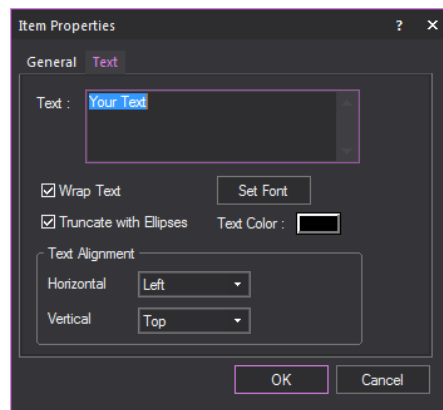 Item Properties ? ×
General Text
Text : Your Text
Wrap Text Set Font
Truncate with Ellipses Text Color :
Text Alignment
Horizontal Left
Vertical Top
OK Cancel